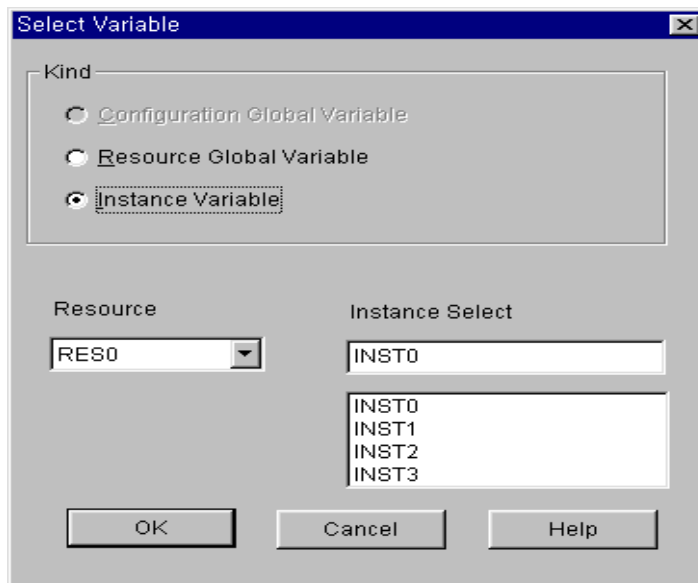 Select Variable
Kind
Configuration Global Variable
Resource Global Variable
Instance Variable
Resource
Instance Select
RES0
INST0
INST0
INST1
INST2
INST3
OK
Cancel
Help